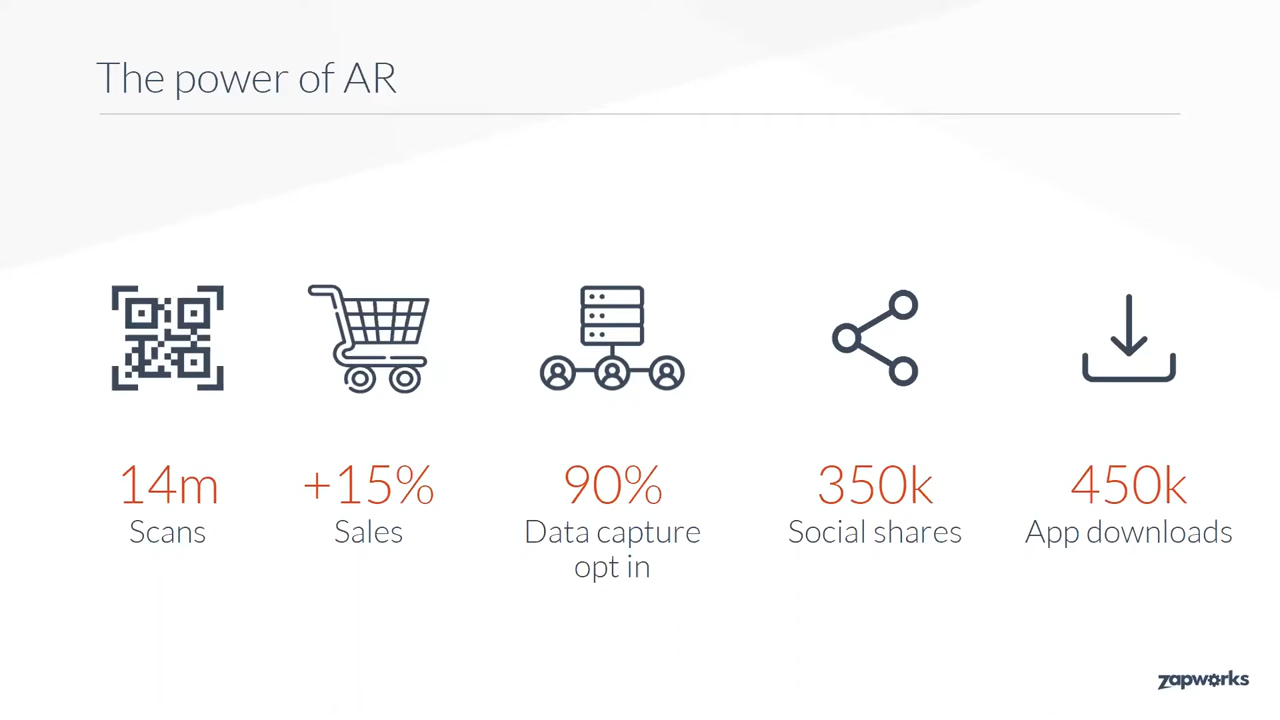 The power of AR
14m
Scans
+15%
Sales
90%
Data capture
opt in
350k
Social shares
450k
App downloads
zapworks